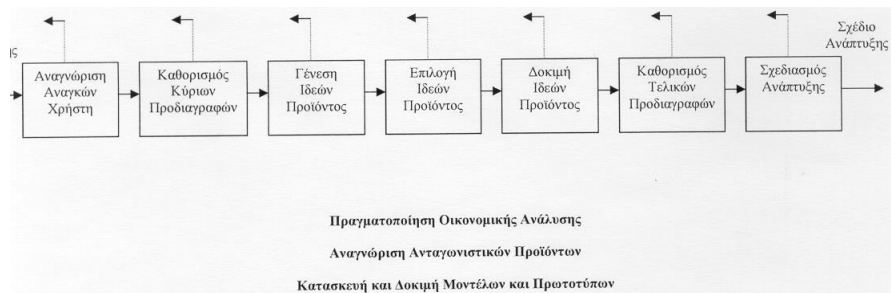 Σχέδιο
Ανάπτυξης
ης
Αναγνώριση
Αναγκών
Χρήστη
Καθορισμός
Κύριων
Προδιαγραφών
Γένεση
Ιδεών
Προϊόντος
Επιλογή
Ιδεών
Προϊόντος
Δοκιμή
Ιδεών
Προϊόντος
Καθορισμός
Τελικών
Προδιαγραφών
Σχεδιασμός
Ανάπτυξης
Πραγματοποίηση Οικονομικής Ανάλυσης
Αναγνώριση Ανταγωνιστικών Προϊόντων
Κατασκευή και Δοκιμή Μοντέλων και Πρωτοτύπων